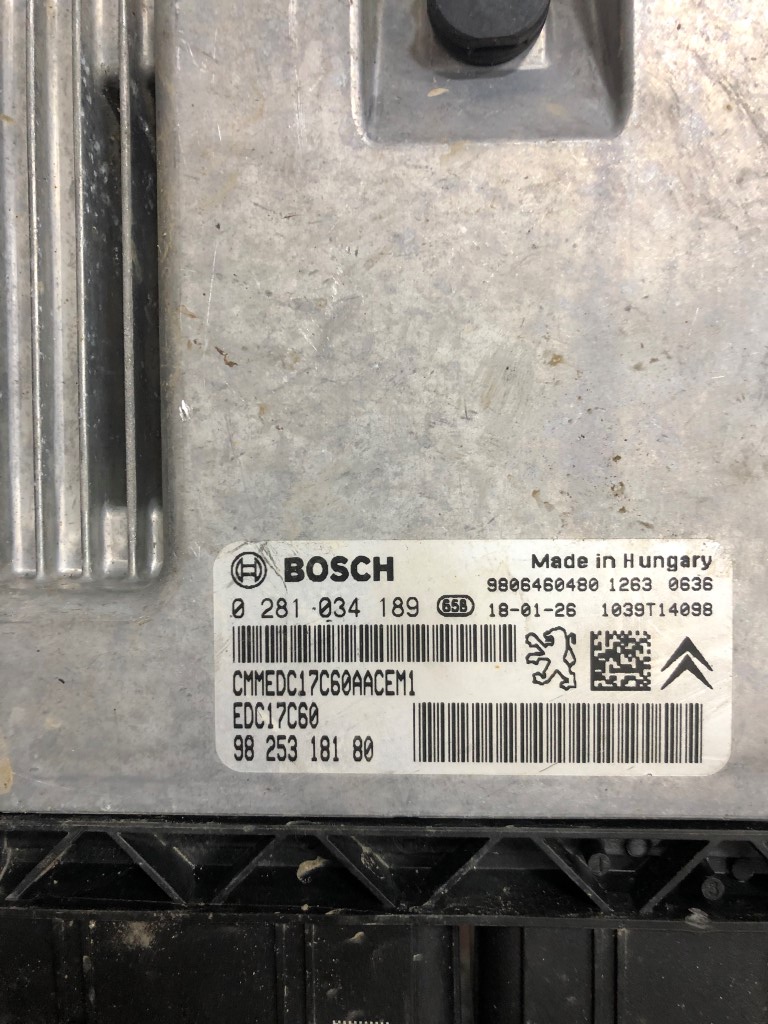 BOSCH
Made in Hungary
9806460480 1263 0636
0 281 034 189 658 18-01-26 1039T14098
CMMEDC17C60AACEM1
EDC17C60
98 253 181 80